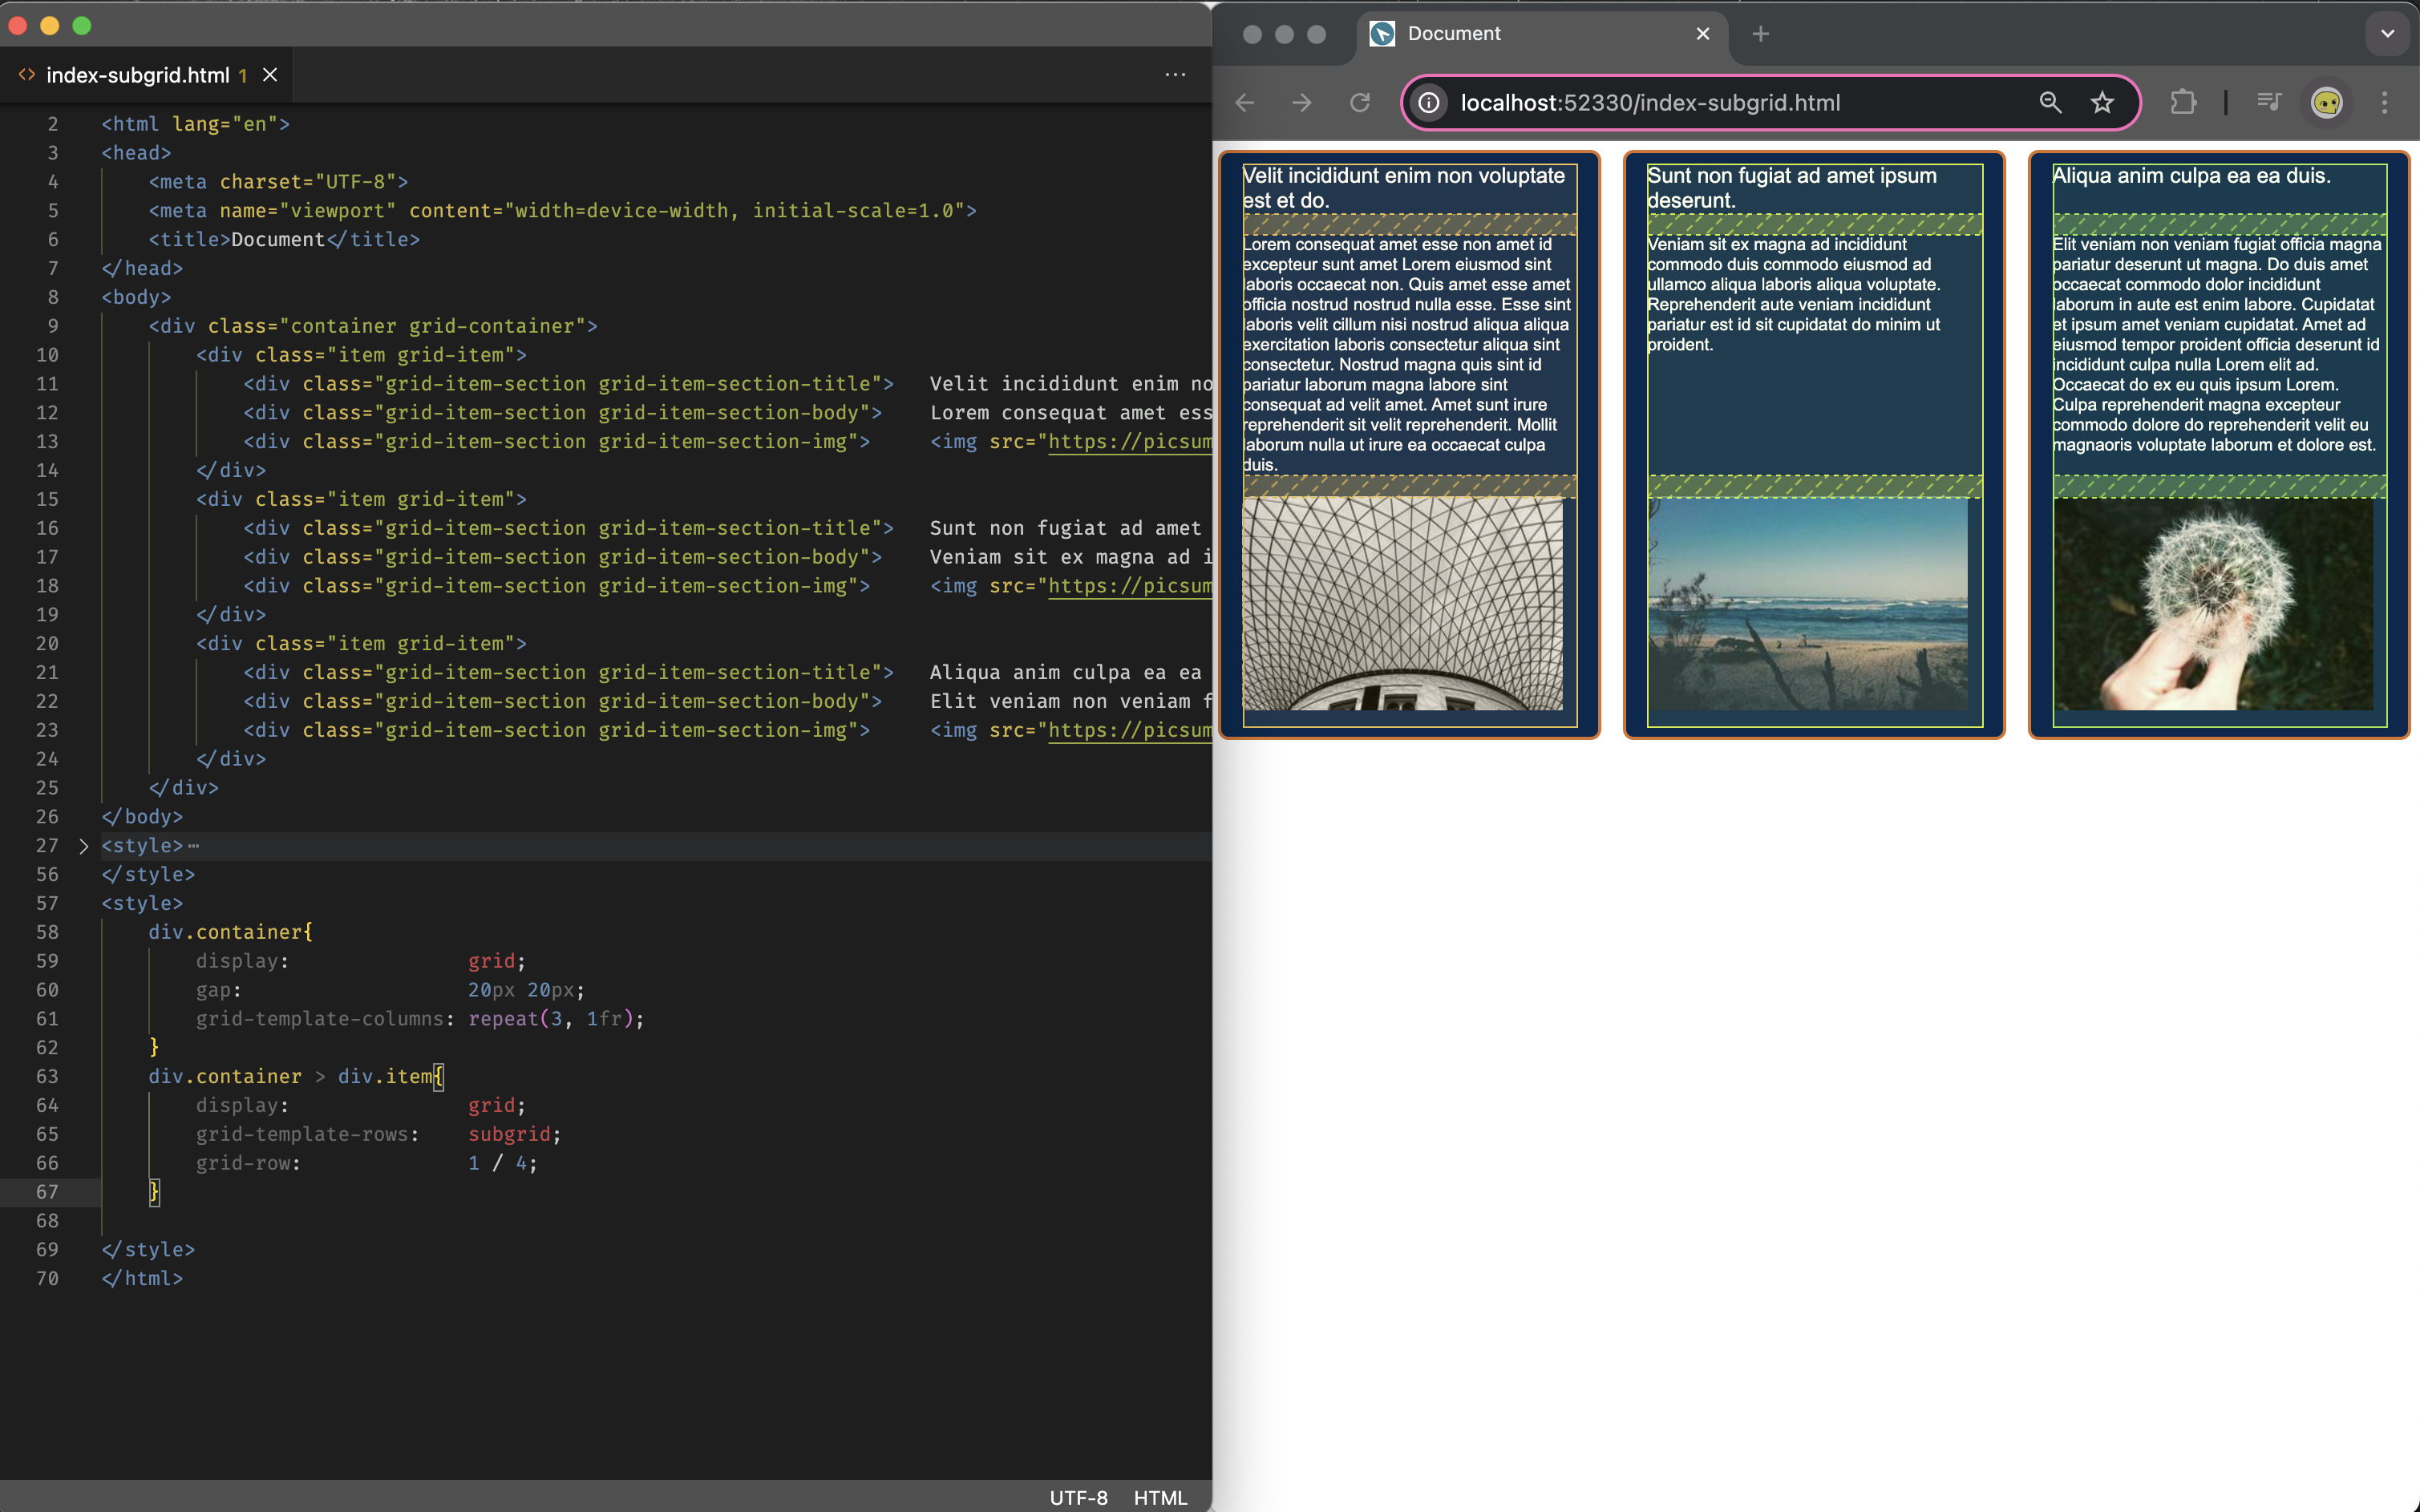 index-subgrid.html 1
2 <html lang="en">
3 <head>
4 <meta charset="UTF-8">
5 <meta name="viewport" content="width=device-width, initial-scale=1.0">
6 <title>Document</title>
7 </head>
8 <body>
9 <div class="container grid-container">
10 <div class="item grid-item">
11 <div class="grid-item-section grid-item-section-title"> Velit incididunt enim no
12 <div class="grid-item-section grid-item-section-body"> Lorem consequat amet ess
13 <div class="grid-item-section grid-item-section-img"> <img src="https://picsum
14 </div>
15 <div class="item grid-item">
16 <div class="grid-item-section grid-item-section-title"> Sunt non fugiat ad amet
17 <div class="grid-item-section grid-item-section-body"> Veniam sit ex magna ad i
18 <div class="grid-item-section grid-item-section-img"> <img src="https://picsum
19 </div>
20 <div class="item grid-item">
21 <div class="grid-item-section grid-item-section-title"> Aliqua anim culpa ea ea
22 <div class="grid-item-section grid-item-section-body"> Elit veniam non veniam f
23 <div class="grid-item-section grid-item-section-img"> <img src="https://picsum
24 </div>
25 </div>
26 </body>
27 <style>⋯
56 </style>
57 <style>
58 div.container{
59 display: grid;
60 gap: 20px 20px;
61 grid-template-columns: repeat(3, 1fr);
62 }
63 div.container > div.item{
64 display: grid;
65 grid-template-rows: subgrid;
66 grid-row: 1 / 4;
67 }
68
69 </style>
70 </html>
UTF-8 HTML
Document
localhost:52330/index-subgrid.html
Velit incididunt enim non voluptate
est et do.
Lorem consequat amet esse non amet id
excepteur sunt amet Lorem eiusmod sint
laboris occaecat non. Quis amet esse amet
officia nostrud nostrud nulla esse. Esse sint
laboris velit cillum nisi nostrud aliqua aliqua
exercitation laboris consectetur aliqua sint
consectetur. Nostrud magna quis sint id
pariatur laborum magna labore sint
consequat ad velit amet. Amet sunt irure
reprehenderit sit velit reprehenderit. Mollit
laborum nulla ut irure ea occaecat culpa
duis.
Sunt non fugiat ad amet ipsum
deserunt.
Veniam sit ex magna ad incididunt
commodo duis commodo eiusmod ad
ullamco aliqua laboris aliqua voluptate.
Reprehenderit aute veniam incididunt
pariatur est id sit cupidatat do minim ut
proident.
Aliqua anim culpa ea ea duis.
Elit veniam non veniam fugiat officia magna
pariatur deserunt ut magna. Do duis amet
occaecat commodo dolor incididunt
laborum in aute est enim labore. Cupidatat
et ipsum amet veniam cupidatat. Amet ad
eiusmod tempor proident officia deserunt id
incididunt culpa nulla Lorem elit ad.
Occaecat do ex eu quis ipsum Lorem.
Culpa reprehenderit magna excepteur
commodo dolore do reprehenderit velit eu
magnaoris voluptate laborum et dolore est.